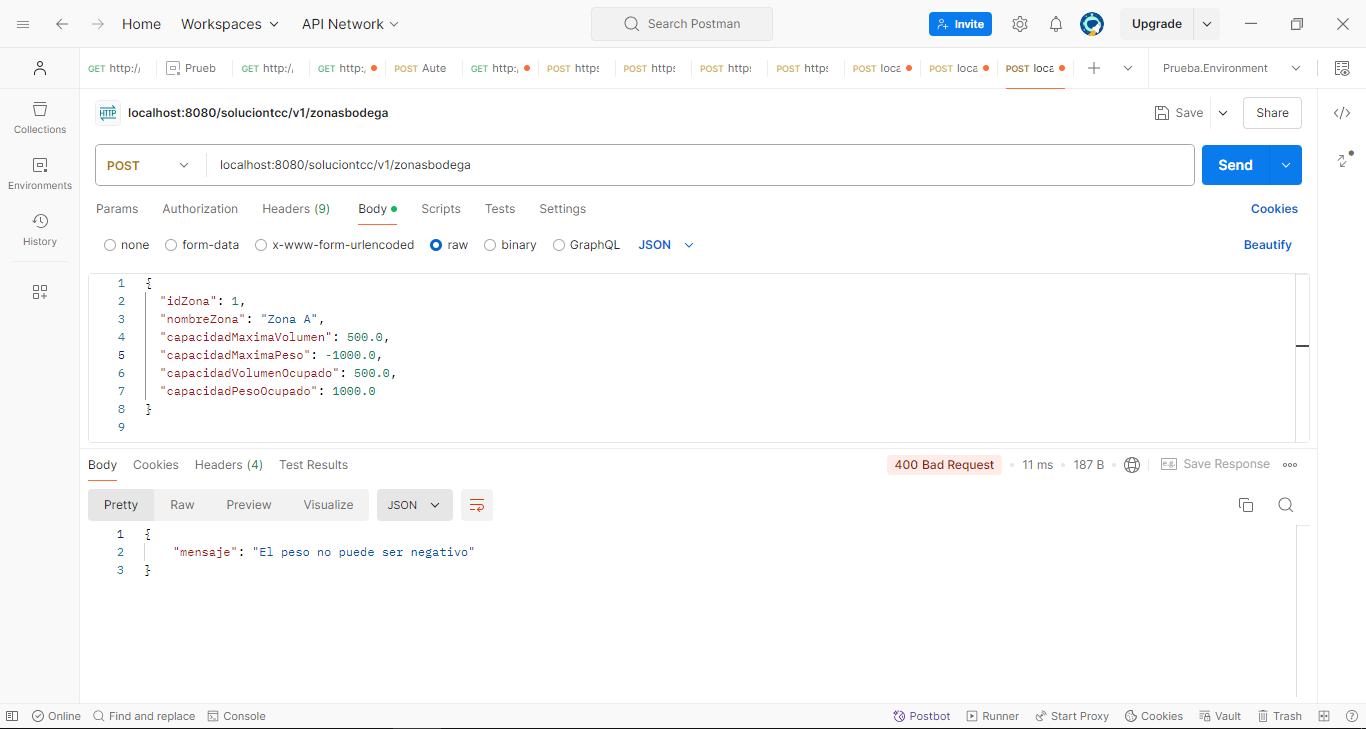 Home Workspaces API Network Search Postman Invite Upgrade
GET http:/ Prueb GET http:/ GET http:, POST Aute GET http:, POST https POST https POST https POST https POST loca POST loca POST loca Prueba.Environment
HTTP localhost:8080/soluciontcc/v1/zonasbodega Save Share
Collections
POST localhost:8080/soluciontcc/v1/zonasbodega Send
Environments
Params Authorization Headers (9) Body Scripts Tests Settings Cookies
History
none form-data x-www-form-urlencoded raw binary GraphQL JSON Beautify
1 {
2 "idZona": 1,
3 "nombreZona": "Zona A",
4 "capacidadMaximaVolumen": 500.0,
5 "capacidadMaximaPeso": -1000.0,
6 "capacidadVolumenOcupado": 500.0,
7 "capacidadPesoOcupado": 1000.0
8 }
9
Body Cookies Headers (4) Test Results 400 Bad Request 11 ms 187 B e.g. Save Response
Pretty Raw Preview Visualize JSON
1 {
2 "mensaje": "El peso no puede ser negativo"
3 }
Online Find and replace Console Postbot Runner Start Proxy Cookies Vault Trash